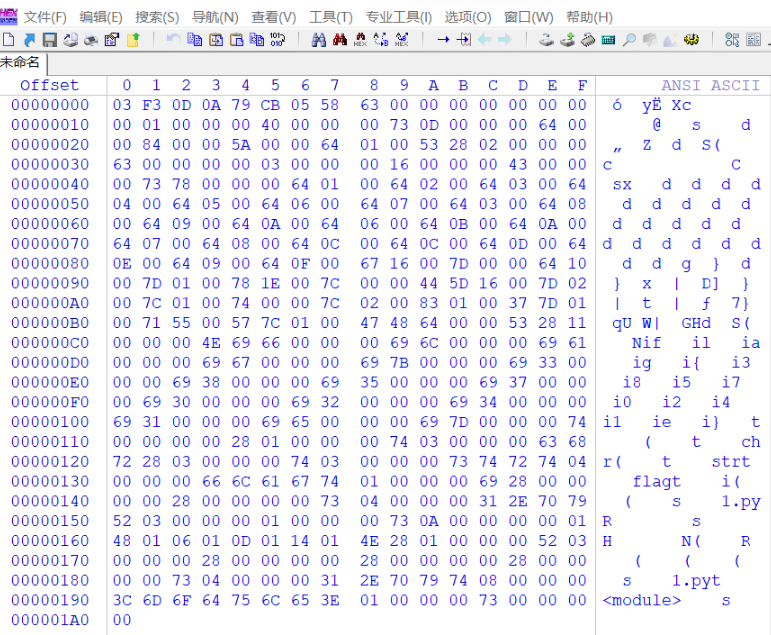 文件(F) 编辑(E) 搜索(S) 导航(N) 查看(V) 工具(T) 专业工具(I) 选项(O) 窗口(W) 帮助(H)
未命名
Offset 0 1 2 3 4 5 6 7 8 9 A B C D E F ANSI ASCII
00000000 03 F3 0D 0A 79 CB 05 58 63 00 00 00 00 00 00 00 ó yË Xc
00000010 00 01 00 00 00 40 00 00 00 73 0D 00 00 00 64 00 @ s d
00000020 00 84 00 00 5A 00 00 64 01 00 53 28 02 00 00 00 „ Z d S(
00000030 63 00 00 00 00 03 00 00 00 16 00 00 00 43 00 00 c C
00000040 00 73 78 00 00 00 64 01 00 64 02 00 64 03 00 64 sx d d d d
00000050 04 00 64 05 00 64 06 00 64 07 00 64 03 00 64 08 d d d d d
00000060 00 64 09 00 64 0A 00 64 06 00 64 0B 00 64 0A 00 d d d d d
00000070 64 07 00 64 08 00 64 0C 00 64 0C 00 64 0D 00 64 d d d d d d
00000080 0E 00 64 09 00 64 0F 00 67 16 00 7D 00 00 64 10 d d g } d
00000090 00 7D 01 00 78 1E 00 7C 00 00 44 5D 16 00 7D 02 } x | D] }
000000A0 00 7C 01 00 74 00 00 7C 02 00 83 01 00 37 7D 01 | t | ƒ 7}
000000B0 00 71 55 00 57 7C 01 00 47 48 64 00 00 53 28 11 qU W| GHd S(
000000C0 00 00 00 4E 69 66 00 00 00 69 6C 00 00 00 69 61 Nif il ia
000000D0 00 00 00 69 67 00 00 00 69 7B 00 00 00 69 33 00 ig i{ i3
000000E0 00 00 69 38 00 00 00 69 35 00 00 00 69 37 00 00 i8 i5 i7
000000F0 00 69 30 00 00 00 69 32 00 00 00 69 34 00 00 00 i0 i2 i4
00000100 69 31 00 00 00 69 65 00 00 00 69 7D 00 00 00 74 i1 ie i} t
00000110 00 00 00 00 28 01 00 00 00 74 03 00 00 00 63 68 ( t ch
00000120 72 28 03 00 00 00 74 03 00 00 00 73 74 72 74 04 r( t strt
00000130 00 00 00 66 6C 61 67 74 01 00 00 00 69 28 00 00 flagt i(
00000140 00 00 28 00 00 00 00 73 04 00 00 00 31 2E 70 79 ( s 1.py
00000150 52 03 00 00 00 01 00 00 00 73 0A 00 00 00 00 01 R s
00000160 48 01 06 01 0D 01 14 01 4E 28 01 00 00 00 52 03 H N( R
00000170 00 00 00 28 00 00 00 00 28 00 00 00 00 28 00 00 ( ( (
00000180 00 00 73 04 00 00 00 31 2E 70 79 74 08 00 00 00 s 1.pyt
00000190 3C 6D 6F 64 75 6C 65 3E 01 00 00 00 73 00 00 00 <module> s
000001A0 00